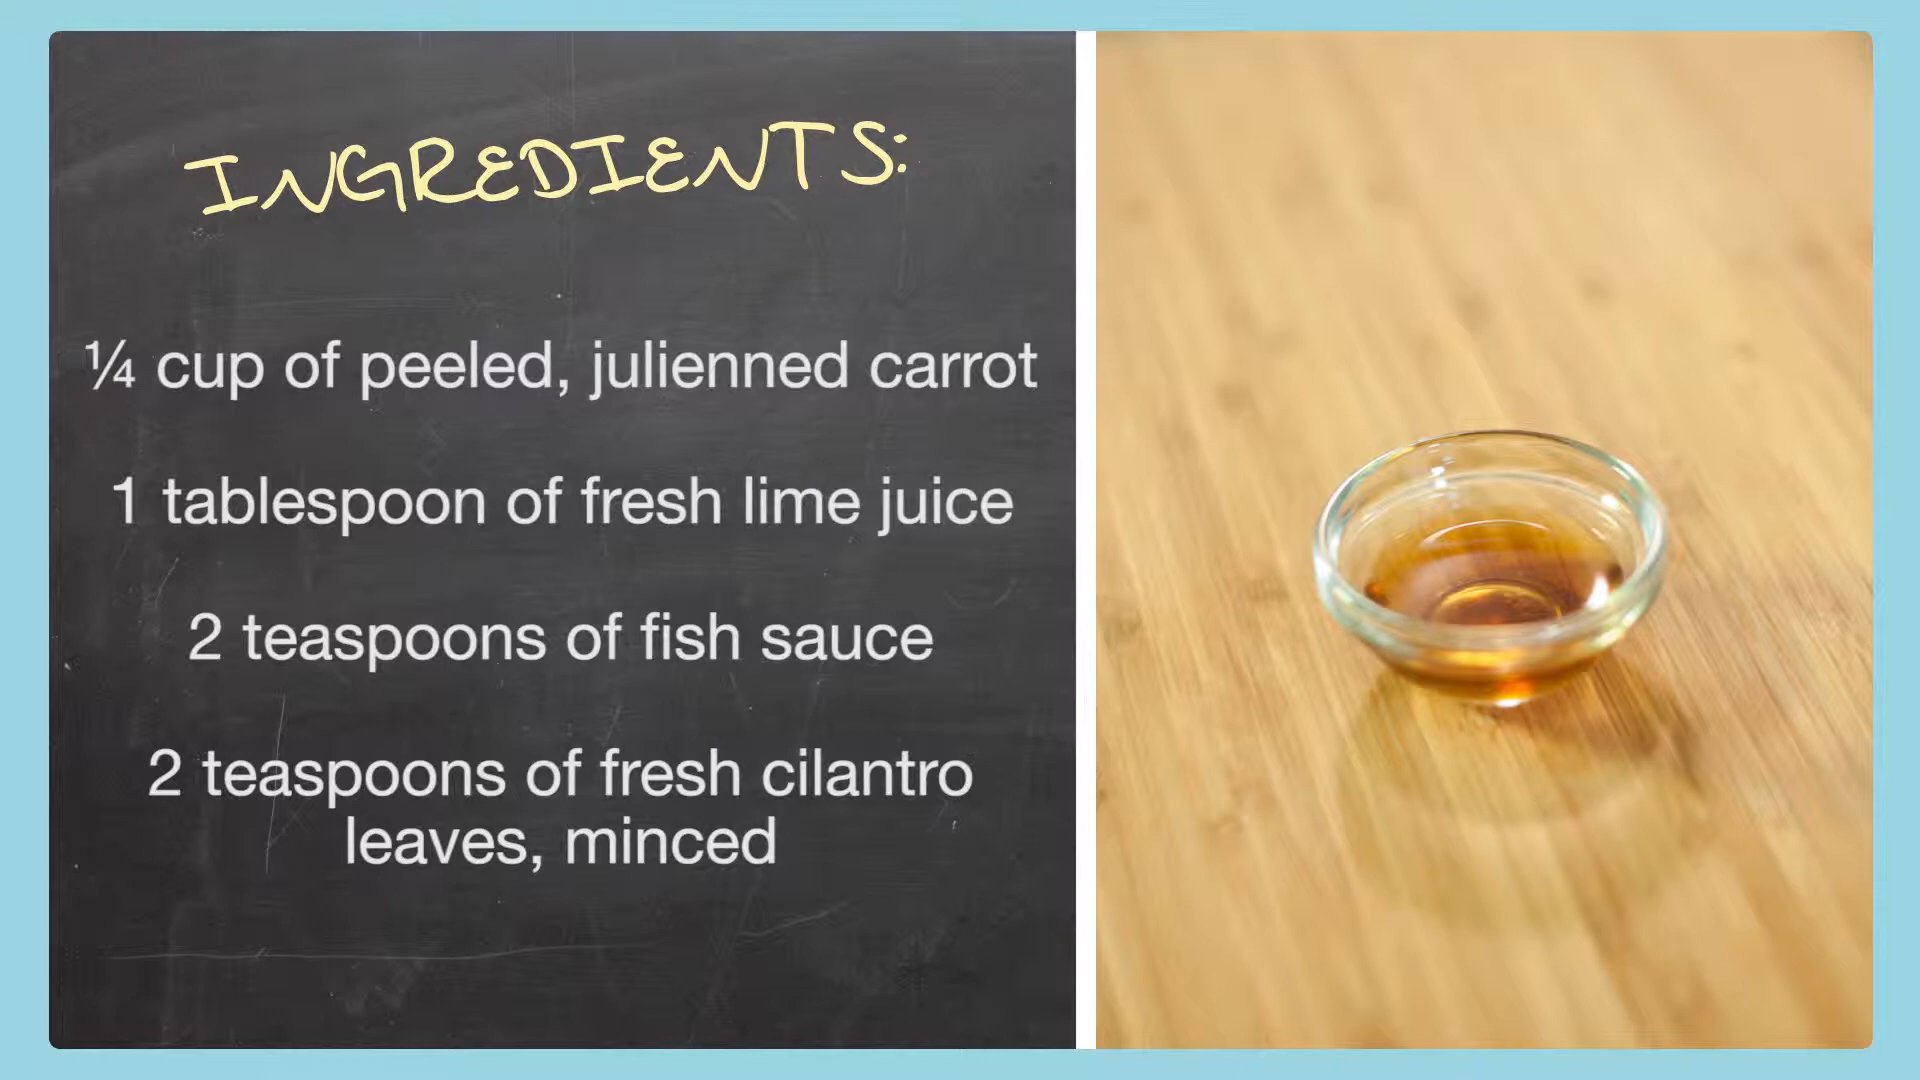 INGREDIENTS:
¼ cup of peeled, julienned carrot
1 tablespoon of fresh lime juice
2 teaspoons of fish sauce
2 teaspoons of fresh cilantro
leaves, minced